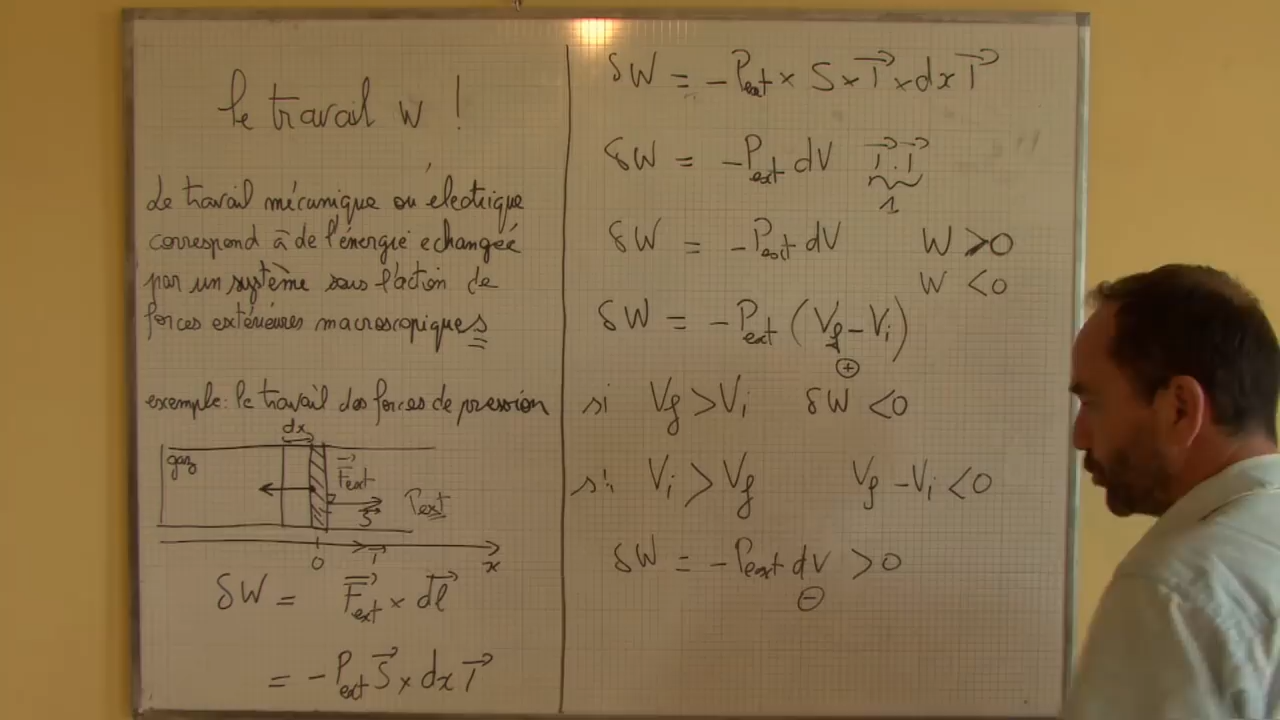 le travail W !
Le travail mécanique ou électrique
correspond à de l'énergie echangée
par un système sous l'action de
forces extérieures macroscopiques
exemple: le travail des forces de pression
dx
gaz
F⃗ext
S⃗
Pext
0
i⃗
x
δW = F⃗ext × dl⃗
= -Pext S⃗ × dx i⃗
δW = -Pext × S × i⃗ × dx i⃗
δW = -Pext dV i⃗.i⃗
1
δW = -Pext dV W >0
W <0
δW = -Pext (Vf - Vi)
+
si Vf > Vi δW <0
si Vi > Vf Vf - Vi <0
δW = -Pext dV >0
-